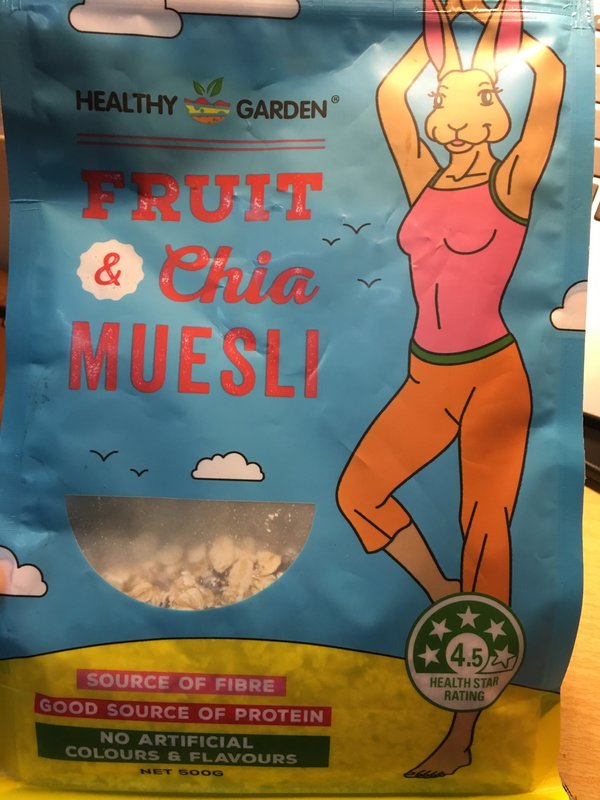 HEALTHY GARDEN®
FRUIT
& Chia
MUESLI
4.5
HEALTH STAR
RATING
SOURCE OF FIBRE
GOOD SOURCE OF PROTEIN
NO ARTIFICIAL
COLOURS & FLAVOURS
NET 500G